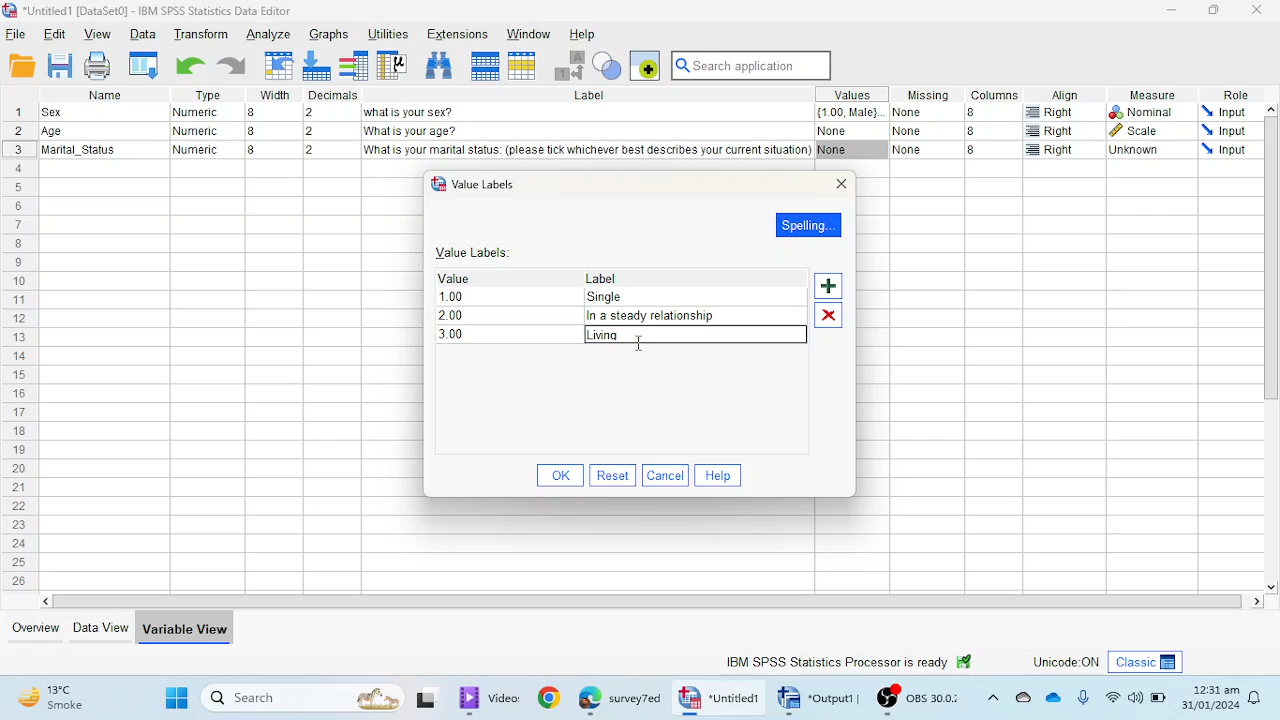 *Untitled1 [DataSet0] - IBM SPSS Statistics Data Editor
File Edit View Data Transform Analyze Graphs Utilities Extensions Window Help
Search application
Name Type Width Decimals Label Values Missing Columns Align Measure Role
1 Sex Numeric 8 2 what is your sex? {1.00, Male}... None 8 Right Nominal Input
2 Age Numeric 8 2 What is your age? None None 8 Right Scale Input
3 Marital_Status Numeric 8 2 What is your marital status: (please tick whichever best describes your current situation) None None 8 Right Unknown Input
4
5
6
7
8
9
10
11
12
13
14
15
16
17
18
19
20
21
22
23
24
25
26
Value Labels
Spelling...
Value Labels:
Value Label
1.00 Single
2.00 In a steady relationship
3.00 Living
OK Reset Cancel Help
Overview Data View Variable View
IBM SPSS Statistics Processor is ready Unicode:ON Classic
13°C
Smoke
Search
Video:
survey7ed
*Untitled1
*Output1
OBS 30.0.:
12:31 am
31/01/2024